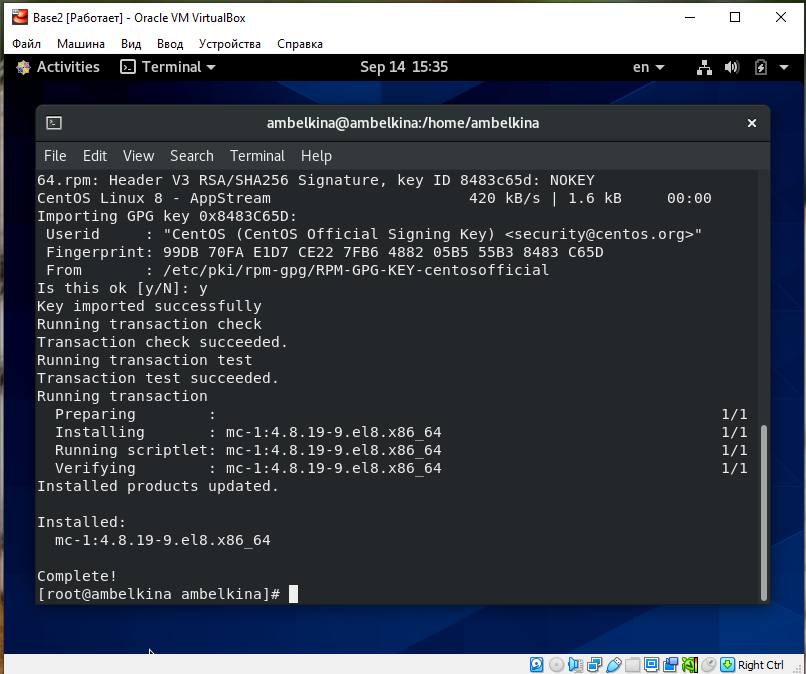 Base2 [Работает] - Oracle VM VirtualBox
Файл Машина Вид Ввод Устройства Справка
Activities Terminal Sep 14 15:35 en
ambelkina@ambelkina:/home/ambelkina
File Edit View Search Terminal Help
64.rpm: Header V3 RSA/SHA256 Signature, key ID 8483c65d: NOKEY
CentOS Linux 8 - AppStream 420 kB/s | 1.6 kB 00:00
Importing GPG key 0x8483C65D:
Userid : "CentOS (CentOS Official Signing Key) <security@centos.org>"
Fingerprint: 99DB 70FA E1D7 CE22 7FB6 4882 05B5 55B3 8483 C65D
From : /etc/pki/rpm-gpg/RPM-GPG-KEY-centosofficial
Is this ok [y/N]: y
Key imported successfully
Running transaction check
Transaction check succeeded.
Running transaction test
Transaction test succeeded.
Running transaction
Preparing : 1/1
Installing : mc-1:4.8.19-9.el8.x86_64 1/1
Running scriptlet: mc-1:4.8.19-9.el8.x86_64 1/1
Verifying : mc-1:4.8.19-9.el8.x86_64 1/1
Installed products updated.
Installed:
mc-1:4.8.19-9.el8.x86_64
Complete!
[root@ambelkina ambelkina]#
Right Ctrl